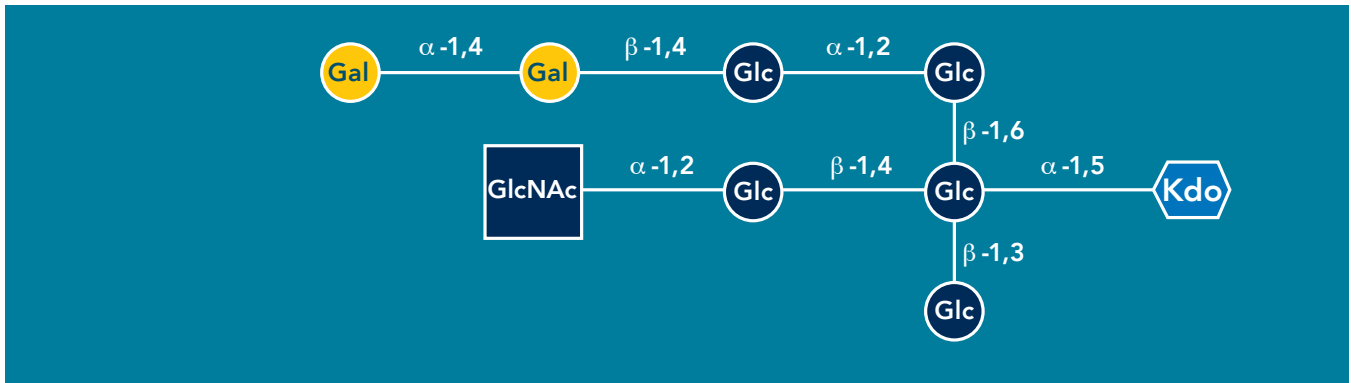 α-1,4 β-1,4 α-1,2
Gal Gal Glc Glc
β-1,6
α-1,2 β-1,4 α-1,5
GlcNAc Glc Glc Kdo
β-1,3
Glc